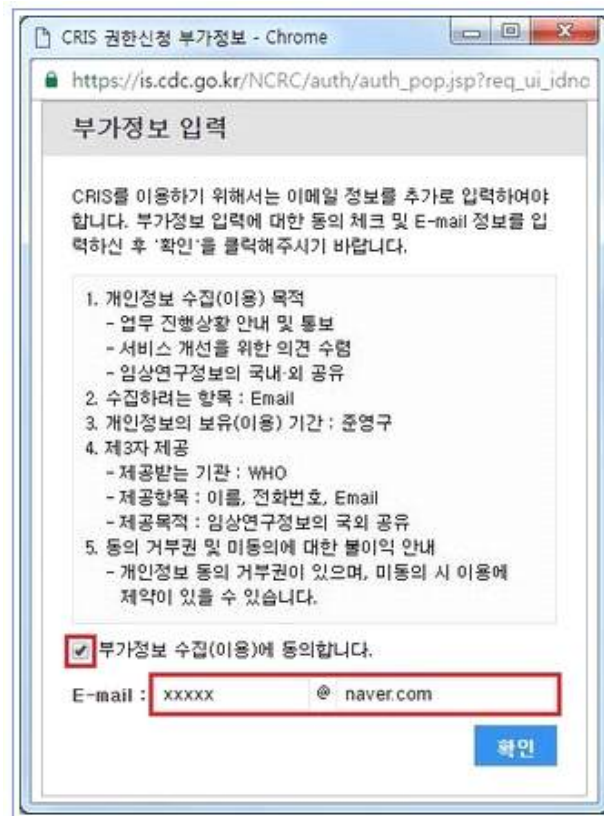 CRIS 권한신청 부가정보 - Chrome
https://is.cdc.go.kr/NCRC/auth/auth_pop.jsp?req_ui_idno
부가정보 입력
CRIS를 이용하기 위해서는 이메일 정보를 추가로 입력하여야
합니다. 부가정보 입력에 대한 동의 체크 및 E-mail 정보를 입
력하신 후 '확인'을 클릭해주시기 바랍니다.
1. 개인정보 수집(이용) 목적
- 업무 진행상황 안내 및 통보
- 서비스 개선을 위한 의견 수렴
- 임상연구정보의 국내·외 공유
2. 수집하려는 항목 : Email
3. 개인정보의 보유(이용) 기간 : 준영구
4. 제3자 제공
- 제공받는 기관 : WHO
- 제공항목 : 이름, 전화번호, Email
- 제공목적 : 임상연구정보의 국외 공유
5. 동의 거부권 및 미동의에 대한 불이익 안내
- 개인정보 동의 거부권이 있으며, 미동의 시 이용에
제약이 있을 수 있습니다.
부가정보 수집(이용)에 동의합니다.
E-mail : xxxxx @ naver.com
확인